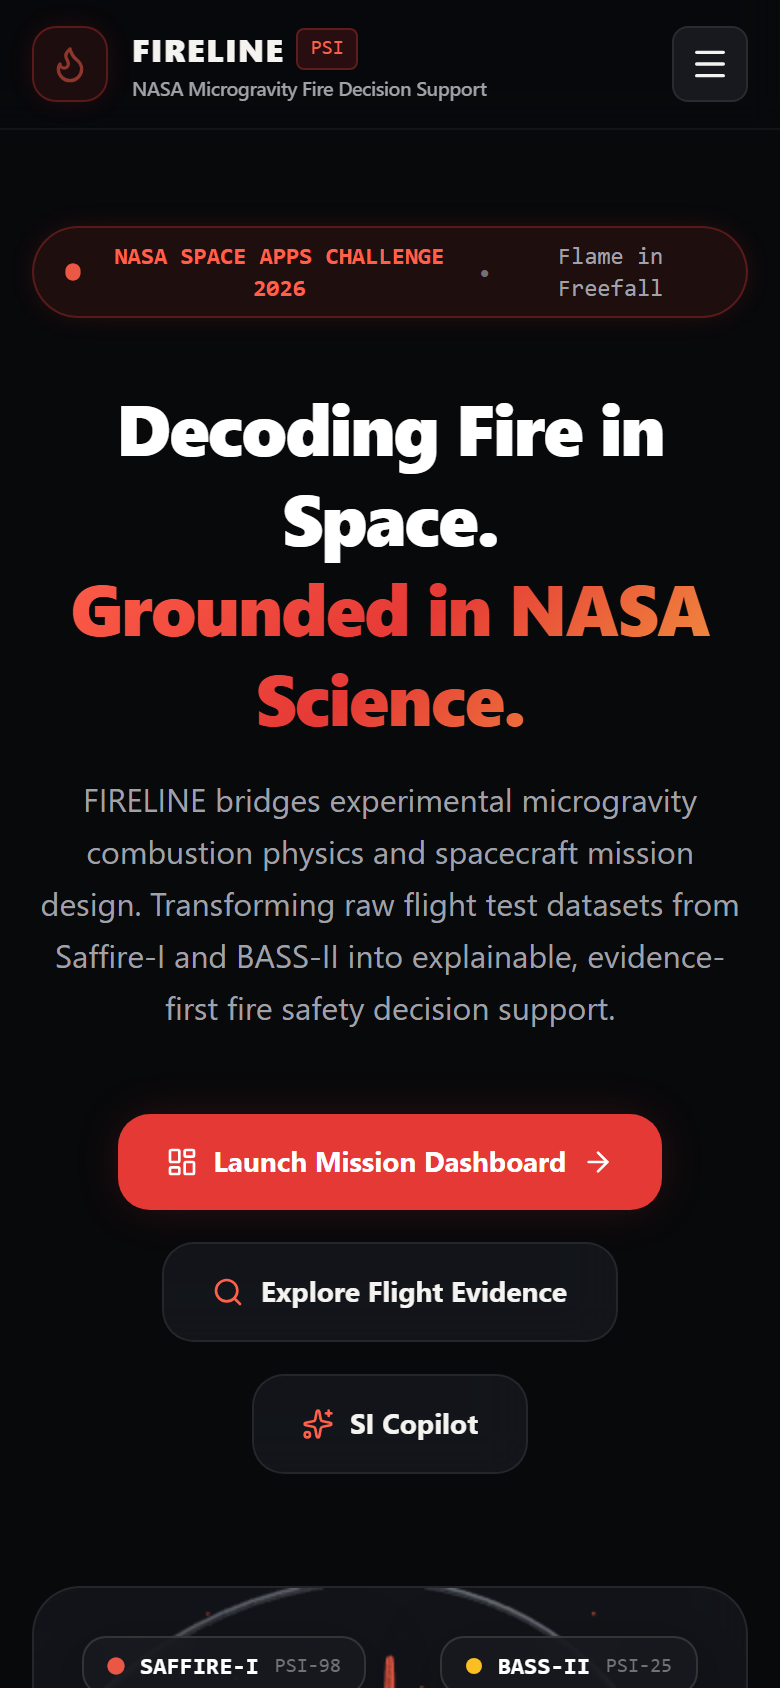 FIRELINE PSI
NASA Microgravity Fire Decision Support
NASA SPACE APPS CHALLENGE
2026
•
Flame in
Freefall
Decoding Fire in
Space.
Grounded in NASA
Science.
FIRELINE bridges experimental microgravity
combustion physics and spacecraft mission
design. Transforming raw flight test datasets from
Saffire-I and BASS-II into explainable, evidence-
first fire safety decision support.
Launch Mission Dashboard →
Explore Flight Evidence
SI Copilot
SAFFIRE-I PSI-98
BASS-II PSI-25